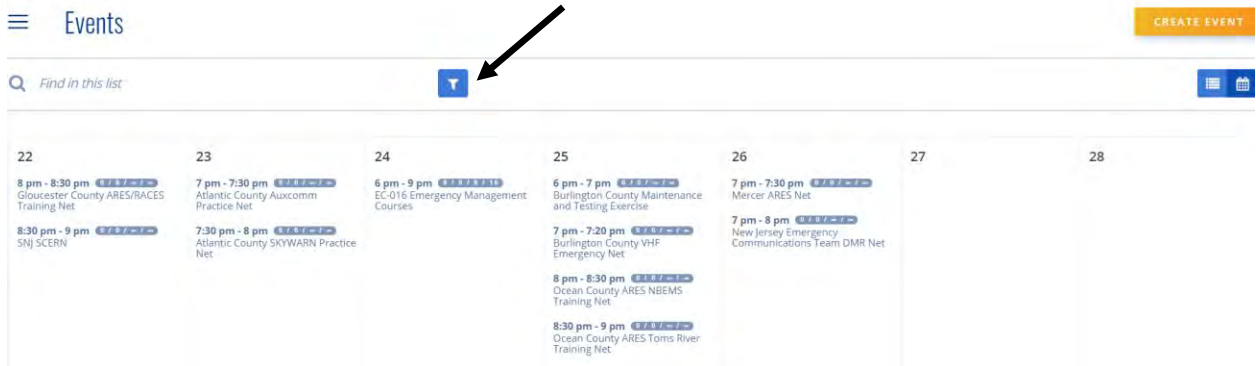 Events
CREATE EVENT
Find in this list
22
8 pm - 8:30 pm
Gloucester County ARES/RACES
Training Net
8:30 pm - 9 pm
SNJ SCERN
23
7 pm - 7:30 pm
Atlantic County Auxcomm
Practice Net
7:30 pm - 8 pm
Atlantic County SKYWARN Practice
Net
24
6 pm - 9 pm
EC-016 Emergency Management
Courses
25
6 pm - 7 pm
Burlington County Maintenance
and Testing Exercise
7 pm - 7:20 pm
Burlington County VHF
Emergency Net
8 pm - 8:30 pm
Ocean County ARES NBEMS
Training Net
8:30 pm - 9 pm
Ocean County ARES Toms River
Training Net
26
7 pm - 7:30 pm
Mercer ARES Net
7 pm - 8 pm
New Jersey Emergency
Communications Team DMR Net
27
28